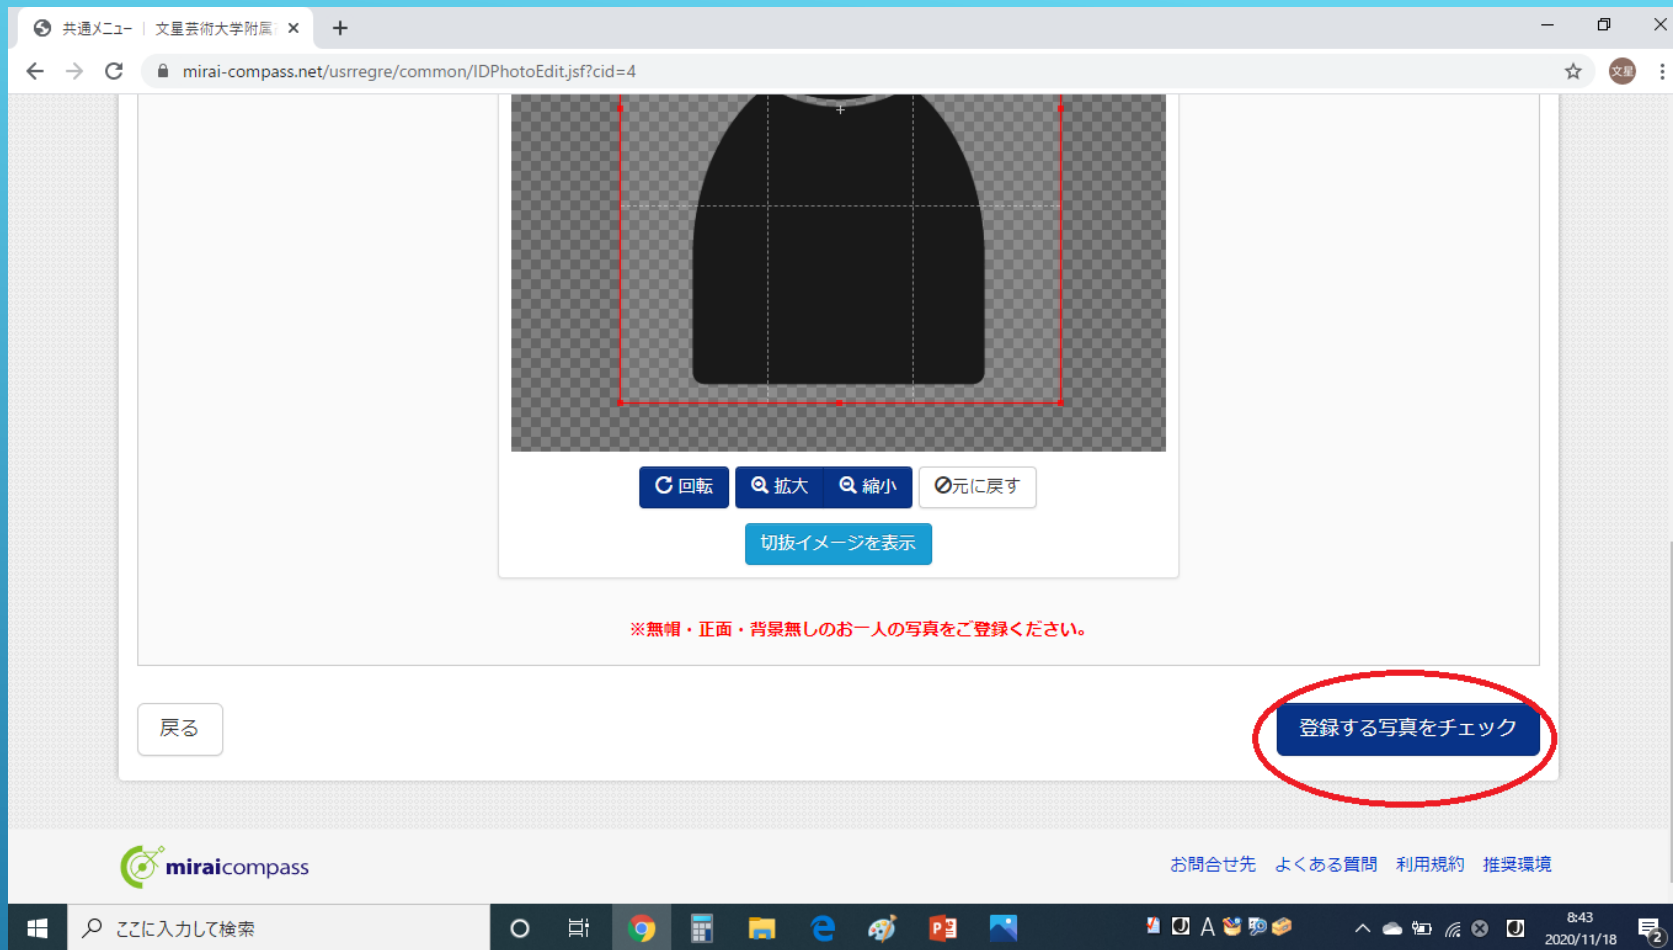 共通メニュー | 文星芸術大学附属
mirai-compass.net/usrregre/common/IDPhotoEdit.jsf?cid=4
文星
回転 拡大 縮小 元に戻す
切抜イメージを表示
※無帽・正面・背景無しのお一人の写真をご登録ください。
戻る 登録する写真をチェック
miraicompass お問合せ先 よくある質問 利用規約 推奨環境
ここに入力して検索 A 8:43
2020/11/18 2